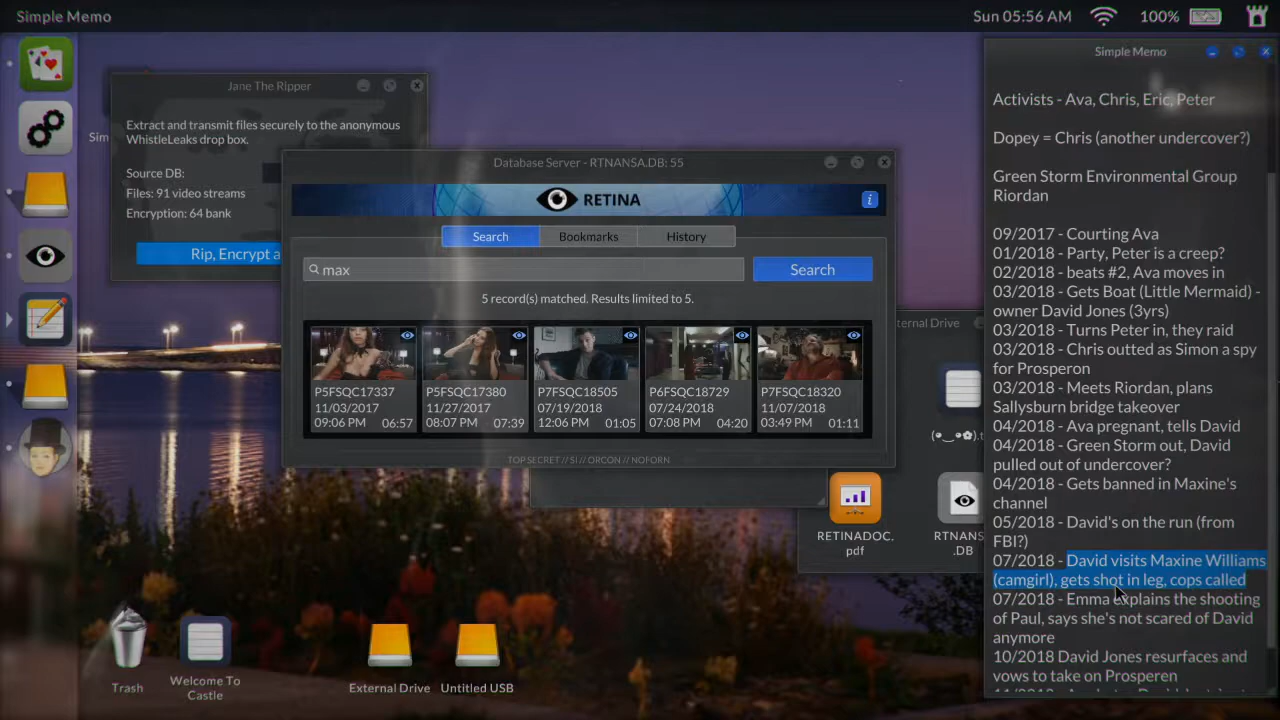 Simple Memo
Sun 05:56 AM
100%
Jane The Ripper
Extract and transmit files securely to the anonymous
WhistleLeaks drop box.
Source DB:
Files: 91 video streams
Encryption: 64 bank
Rip, Encrypt a
Sim
Database Server - RTNANSA.DB: 55
RETINA
i
Search
Bookmarks
History
max
Search
5 record(s) matched. Results limited to 5.
P5FSQC17337
11/03/2017
09:06 PM 06:57
P5FSQC17380
11/27/2017
08:07 PM 07:39
P7FSQC18505
07/19/2018
12:06 PM 01:05
P6FSQC18729
07/24/2018
07:08 PM 04:20
P7FSQC18320
11/07/2018
03:49 PM 01:11
TOP SECRET // SI // ORCON // NOFORN
ernal Drive
RETINADOC.
pdf
RTNANS
.DB
Trash
Welcome To
Castle
External Drive
Untitled USB
Simple Memo
Activists - Ava, Chris, Eric, Peter
Dopey = Chris (another undercover?)
Green Storm Environmental Group
Riordan
09/2017 - Courting Ava
01/2018 - Party, Peter is a creep?
02/2018 - beats #2, Ava moves in
03/2018 - Gets Boat (Little Mermaid) -
owner David Jones (3yrs)
03/2018 - Turns Peter in, they raid
03/2018 - Chris outted as Simon a spy
for Prosperon
03/2018 - Meets Riordan, plans
Sallysburn bridge takeover
04/2018 - Ava pregnant, tells David
04/2018 - Green Storm out, David
pulled out of undercover?
04/2018 - Gets banned in Maxine's
channel
05/2018 - David's on the run (from
FBI?)
07/2018 - David visits Maxine Williams
(camgirl), gets shot in leg, cops called
07/2018 - Emma explains the shooting
of Paul, says she's not scared of David
anymore
10/2018 David Jones resurfaces and
vows to take on Prosperen